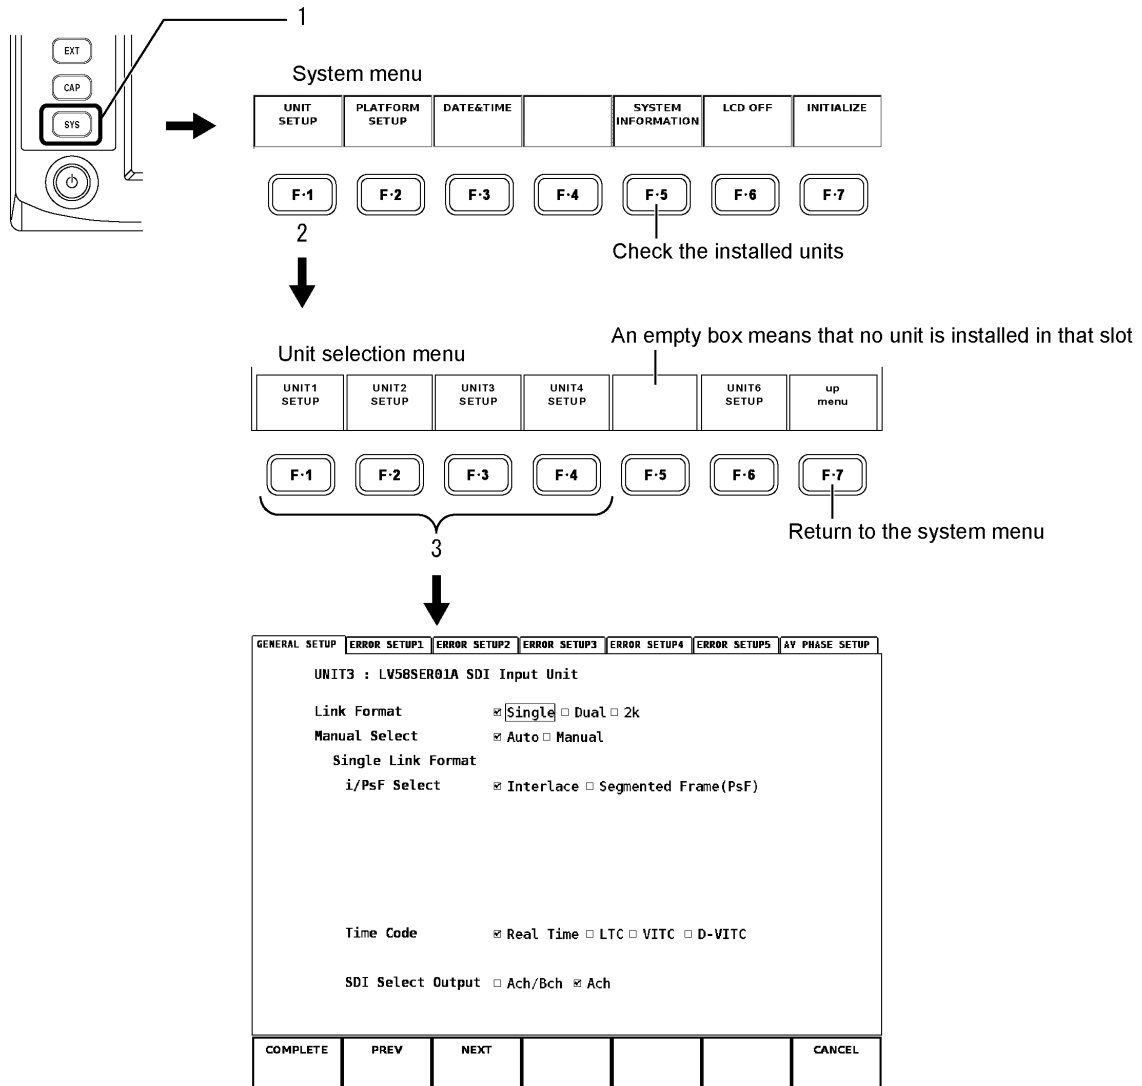 1
EXT
CAP
SYS
System menu
UNIT SETUP
PLATFORM SETUP
DATE&TIME
SYSTEM INFORMATION
LCD OFF
INITIALIZE
F•1
F•2
F•3
F•4
F•5
F•6
F•7
2
Check the installed units
An empty box means that no unit is installed in that slot
Unit selection menu
UNIT1 SETUP
UNIT2 SETUP
UNIT3 SETUP
UNIT4 SETUP
UNIT6 SETUP
up menu
F•1
F•2
F•3
F•4
F•5
F•6
F•7
3
Return to the system menu
GENERAL SETUP
ERROR SETUP1
ERROR SETUP2
ERROR SETUP3
ERROR SETUP4
ERROR SETUP5
AV PHASE SETUP
UNIT3 : LV58SER01A SDI Input Unit
Link Format ☑ Single ☐ Dual ☐ 2k
Manual Select ☑ Auto ☐ Manual
Single Link Format
i/PsF Select ☑ Interlace ☐ Segmented Frame(PsF)
Time Code ☑ Real Time ☐ LTC ☐ VITC ☐ D-VITC
SDI Select Output ☐ Ach/Bch ☑ Ach
COMPLETE
PREV
NEXT
CANCEL